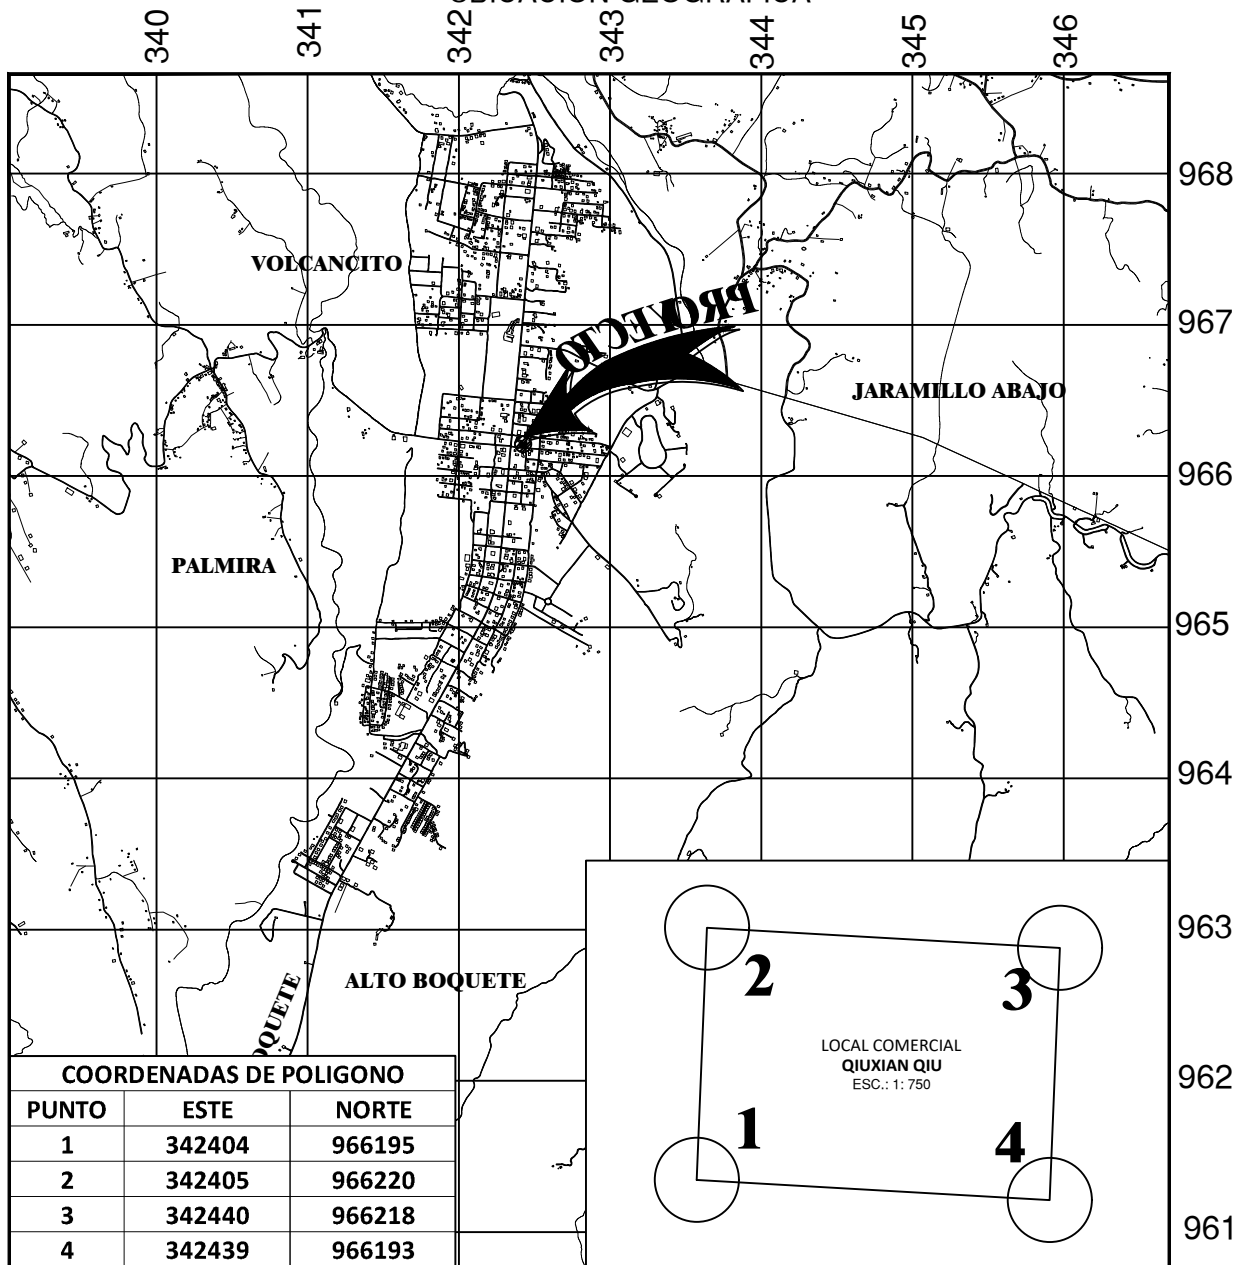 UBICACIÓN GEOGRÁFICA
340 341 342 343 344 345 346
968
VOLCANCITO
PROYECTO
967
JARAMILLO ABAJO
966
PALMIRA
965
964
963
ALTO BOQUETE
2
3
LOCAL COMERCIAL
QIUXIAN QIU
ESC.: 1: 750
962
1
4
961
COORDENADAS DE POLIGONO
PUNTO ESTE NORTE
1 342404 966195
2 342405 966220
3 342440 966218
4 342439 966193